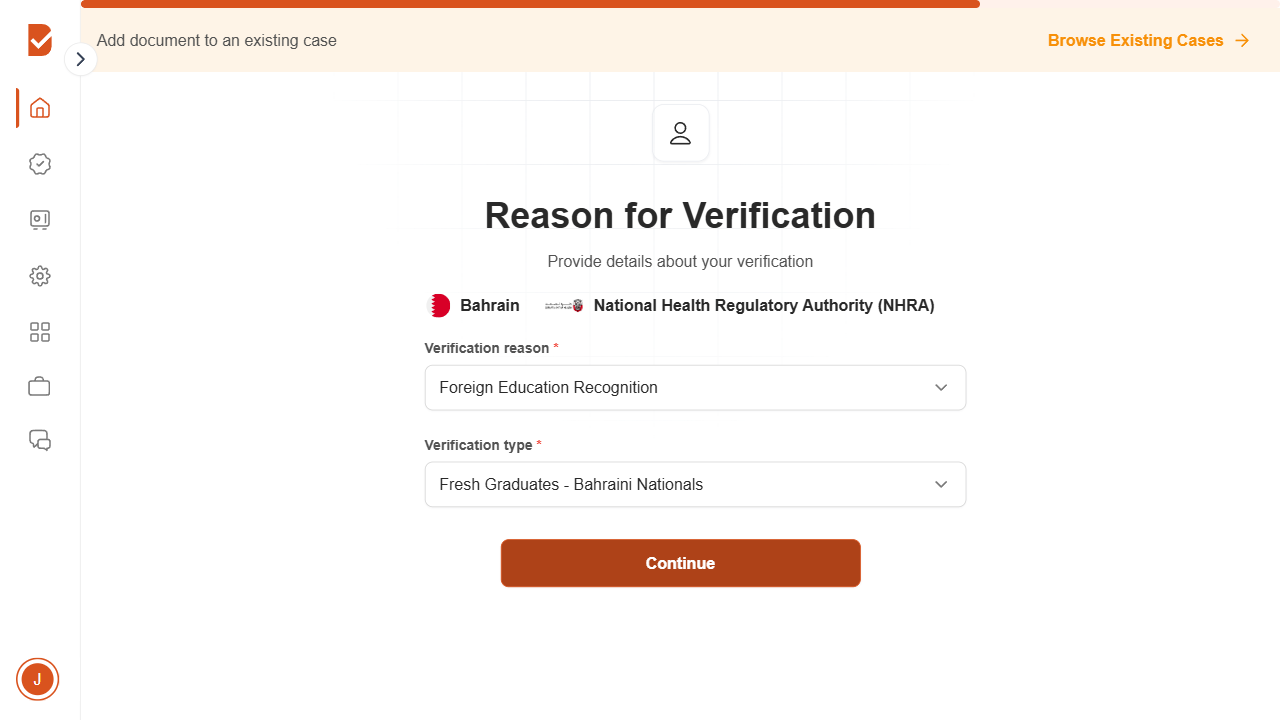 Add document to an existing case
Browse Existing Cases
Reason for Verification
Provide details about your verification
Bahrain
National Health Regulatory Authority (NHRA)
Verification reason *
Foreign Education Recognition
Verification type *
Fresh Graduates - Bahraini Nationals
Continue
J